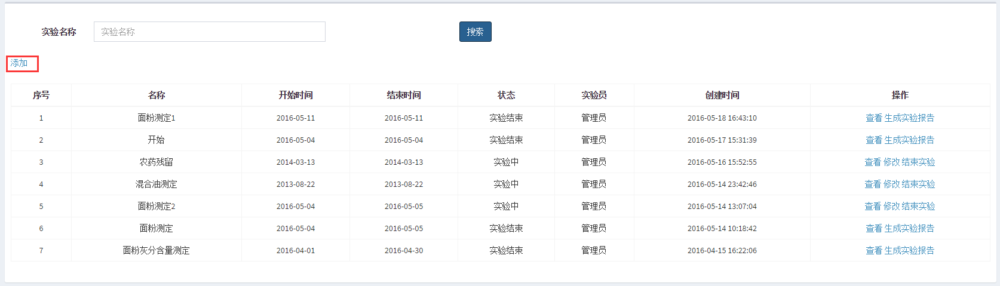 实验名称 实验名称 搜索
添加
序号 名称 开始时间 结束时间 状态 实验员 创建时间 操作
1 面粉测定1 2016-05-11 2016-05-11 实验结束 管理员 2016-05-18 16:43:10 查看 生成实验报告
2 开始 2016-05-04 2016-05-04 实验结束 管理员 2016-05-17 15:31:39 查看 生成实验报告
3 农药残留 2014-03-13 2014-03-13 实验中 管理员 2016-05-16 15:52:55 查看 修改 结束实验
4 混合油测定 2013-08-22 2013-08-22 实验中 管理员 2016-05-14 23:42:46 查看 修改 结束实验
5 面粉测定2 2016-05-04 2016-05-05 实验中 管理员 2016-05-14 13:07:04 查看 修改 结束实验
6 面粉测定 2016-05-04 2016-05-05 实验结束 管理员 2016-05-14 10:18:42 查看 生成实验报告
7 面粉灰分含量测定 2016-04-01 2016-04-30 实验结束 管理员 2016-04-15 16:22:06 查看 生成实验报告